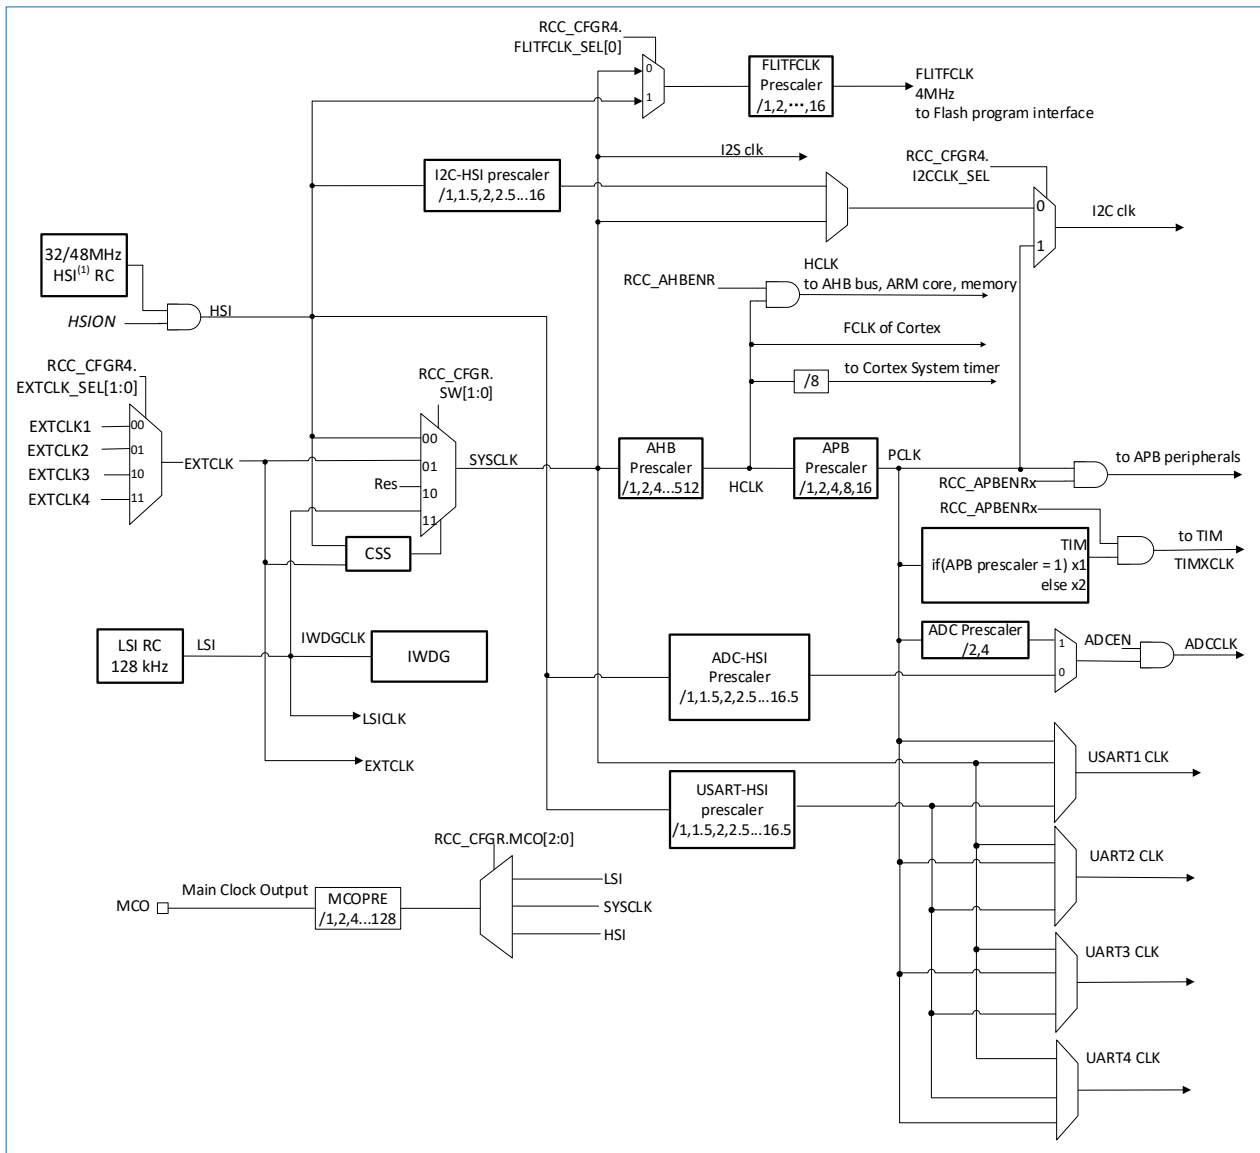 RCC_CFGR4.
FLITFCLK_SEL[0]
0
1
FLITFCLK
Prescaler
/1,2,⋯,16
FLITFCLK
4MHz
to Flash program interface
I2S clk
I2C-HSI prescaler
/1,1.5,2,2.5...16
RCC_CFGR4.
I2CCLK_SEL
0
1
I2C clk
32/48MHz
HSI(1) RC
HSION
HSI
RCC_AHBENR
HCLK
to AHB bus, ARM core, memory
FCLK of Cortex
/8
to Cortex System timer
RCC_CFGR4.
EXTCLK_SEL[1:0]
EXTCLK1
EXTCLK2
EXTCLK3
EXTCLK4
00
01
10
11
EXTCLK
RCC_CFGR.
SW[1:0]
00
01
Res
10
11
CSS
SYSCLK
AHB
Prescaler
/1,2,4...512
HCLK
APB
Prescaler
/1,2,4,8,16
PCLK
RCC_APBENRx
to APB peripherals
RCC_APBENRx
TIM
if(APB prescaler = 1) x1
else x2
to TIM
TIMXCLK
LSI RC
128 kHz
LSI
IWDGCLK
IWDG
LSICLK
EXTCLK
ADC-HSI
Prescaler
/1,1.5,2,2.5...16.5
ADC Prescaler
/2,4
1
0
ADCEN
ADCCLK
USART-HSI
prescaler
/1,1.5,2,2.5...16.5
USART1 CLK
UART2 CLK
UART3 CLK
UART4 CLK
RCC_CFGR.MCO[2:0]
MCO
Main Clock Output
MCOPRE
/1,2,4...128
LSI
SYSCLK
HSI